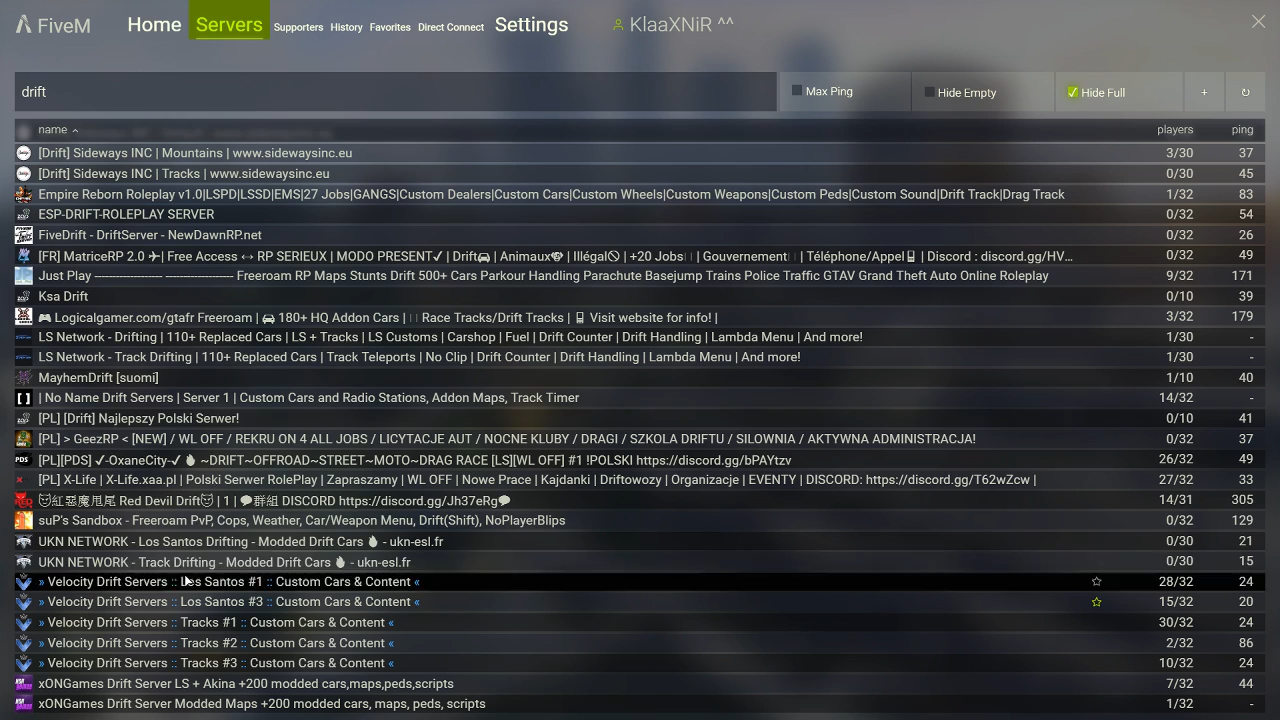 FiveM Home Servers Supporters History Favorites Direct Connect Settings KlaaXNiR ^^
drift Max Ping Hide Empty Hide Full + ↻
name players ping
[Drift] Sideways INC | Mountains | www.sidewaysinc.eu 3/30 37
[Drift] Sideways INC | Tracks | www.sidewaysinc.eu 0/30 45
Empire Reborn Roleplay v1.0|LSPD|LSSD|EMS|27 Jobs|GANGS|Custom Dealers|Custom Cars|Custom Wheels|Custom Weapons|Custom Peds|Custom Sound|Drift Track|Drag Track 1/32 83
ESP-DRIFT-ROLEPLAY SERVER 0/32 54
FiveDrift - DriftServer - NewDawnRP.net 0/32 26
[FR] MatriceRP 2.0 ✈| Free Access ↔ RP SERIEUX | MODO PRESENT✓ | Drift🚗 | Animaux🐶 | Illégal🚫 | +20 Jobs | Gouvernement | Téléphone/Appel📱 | Discord : discord.gg/HV... 0/32 49
Just Play ------------------- ------------------- Freeroam RP Maps Stunts Drift 500+ Cars Parkour Handling Parachute Basejump Trains Police Traffic GTAV Grand Theft Auto Online Roleplay 9/32 171
Ksa Drift 0/10 39
🎮 Logicalgamer.com/gtafr Freeroam | 🚗 180+ HQ Addon Cars | Race Tracks/Drift Tracks | 📱 Visit website for info! | 3/32 179
LS Network - Drifting | 110+ Replaced Cars | LS + Tracks | LS Customs | Carshop | Fuel | Drift Counter | Drift Handling | Lambda Menu | And more! 1/30 -
LS Network - Track Drifting | 110+ Replaced Cars | Track Teleports | No Clip | Drift Counter | Drift Handling | Lambda Menu | And more! 1/30 -
MayhemDrift [suomi] 1/10 40
| No Name Drift Servers | Server 1 | Custom Cars and Radio Stations, Addon Maps, Track Timer 14/32 -
[PL] [Drift] Najlepszy Polski Serwer! 0/10 41
[PL] > GeezRP < [NEW] / WL OFF / REKRU ON 4 ALL JOBS / LICYTACJE AUT / NOCNE KLUBY / DRAGI / SZKOLA DRIFTU / SILOWNIA / AKTYWNA ADMINISTRACJA! 0/32 37
PDS [PL][PDS] ✓-OxaneCity-✓ 🔥 ~DRIFT~OFFROAD~STREET~MOTO~DRAG RACE [LS][WL OFF] #1 !POLSKI https://discord.gg/bPAYtzv 26/32 49
[PL] X-Life | X-Life.xaa.pl | Polski Serwer RolePlay | Zapraszamy | WL OFF | Nowe Prace | Kajdanki | Driftowozy | Organizacje | EVENTY | DISCORD: https://discord.gg/T62wZcw | 27/32 33
😈紅惡魔甩尾 Red Devil Drift😈 | 1 | 💬群組 DISCORD https://discord.gg/Jh37eRg💬 14/31 305
suP's Sandbox - Freeroam PvP, Cops, Weather, Car/Weapon Menu, Drift(Shift), NoPlayerBlips 0/32 129
UKN NETWORK - Los Santos Drifting - Modded Drift Cars 🔥 - ukn-esl.fr 0/30 21
UKN NETWORK - Track Drifting - Modded Drift Cars 🔥 - ukn-esl.fr 0/30 15
» Velocity Drift Servers :: Los Santos #1 :: Custom Cars & Content « 28/32 24
» Velocity Drift Servers :: Los Santos #3 :: Custom Cars & Content « 15/32 20
» Velocity Drift Servers :: Tracks #1 :: Custom Cars & Content « 30/32 24
» Velocity Drift Servers :: Tracks #2 :: Custom Cars & Content « 2/32 86
» Velocity Drift Servers :: Tracks #3 :: Custom Cars & Content « 10/32 24
xONGames Drift Server LS + Akina +200 modded cars,maps,peds,scripts 7/32 44
xONGames Drift Server Modded Maps +200 modded cars, maps, peds, scripts 1/32 -